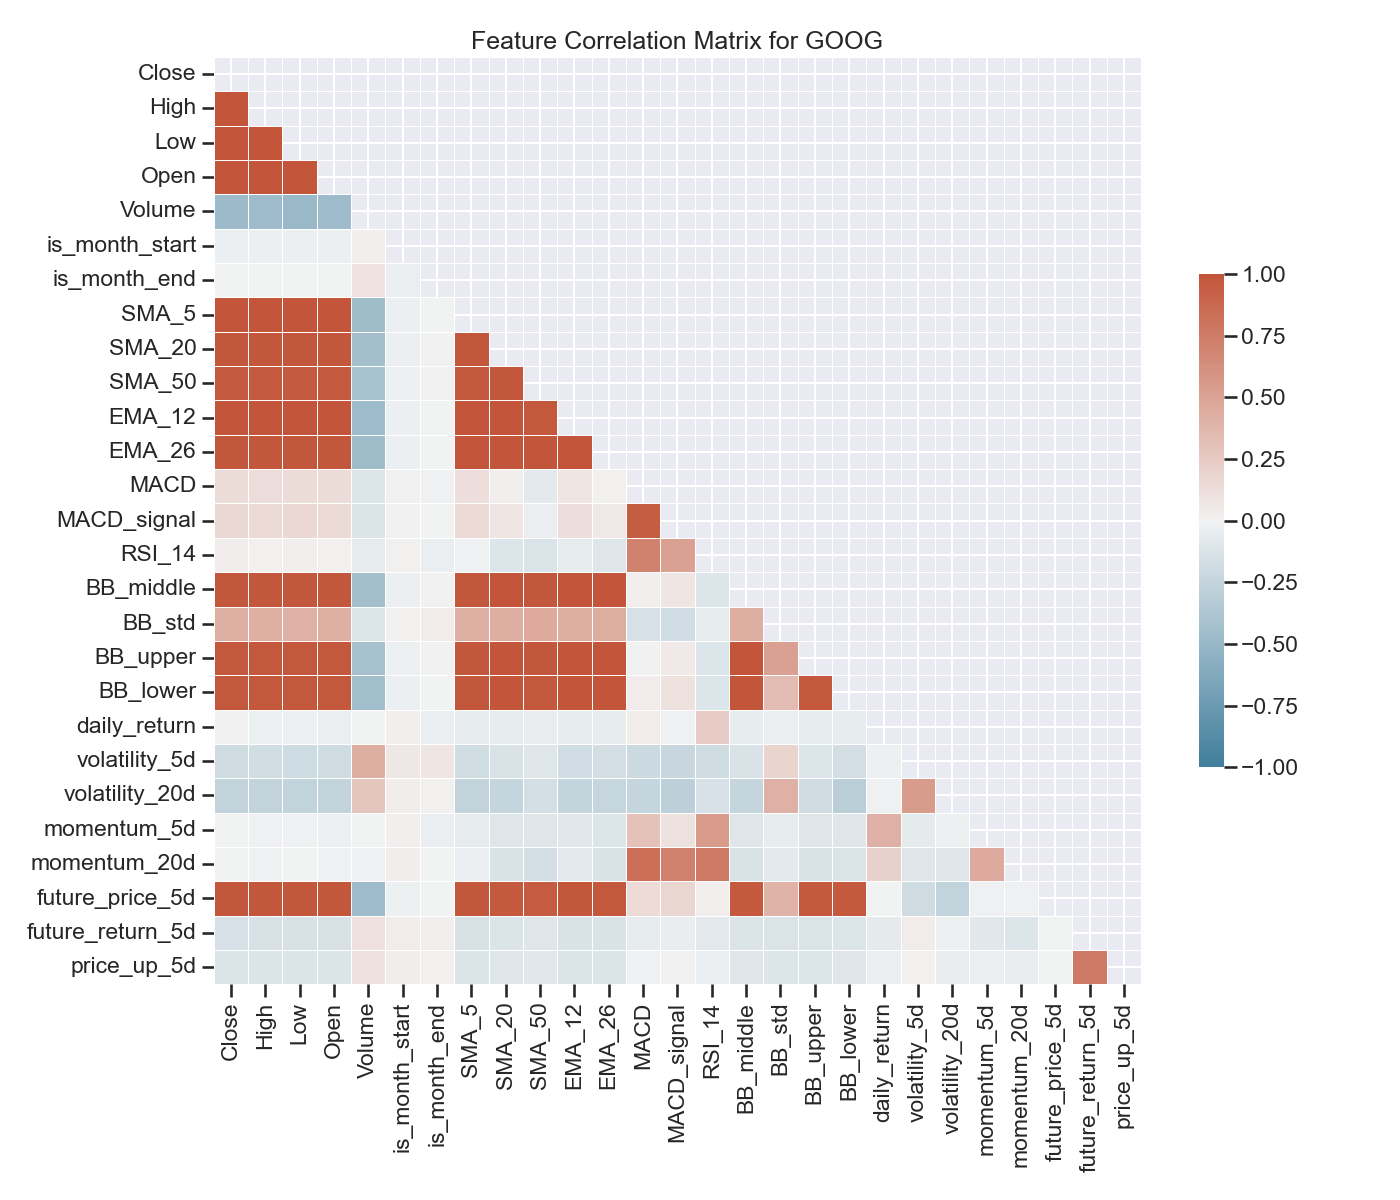 Feature Correlation Matrix for GOOG
Close
High
Low
Open
Volume
is_month_start
is_month_end
SMA_5
SMA_20
SMA_50
EMA_12
EMA_26
MACD
MACD_signal
RSI_14
BB_middle
BB_std
BB_upper
BB_lower
daily_return
volatility_5d
volatility_20d
momentum_5d
momentum_20d
future_price_5d
future_return_5d
price_up_5d
Close
High
Low
Open
Volume
is_month_start
is_month_end
SMA_5
SMA_20
SMA_50
EMA_12
EMA_26
MACD
MACD_signal
RSI_14
BB_middle
BB_std
BB_upper
BB_lower
daily_return
volatility_5d
volatility_20d
momentum_5d
momentum_20d
future_price_5d
future_return_5d
price_up_5d
1.00
0.75
0.50
0.25
0.00
−0.25
−0.50
−0.75
−1.00